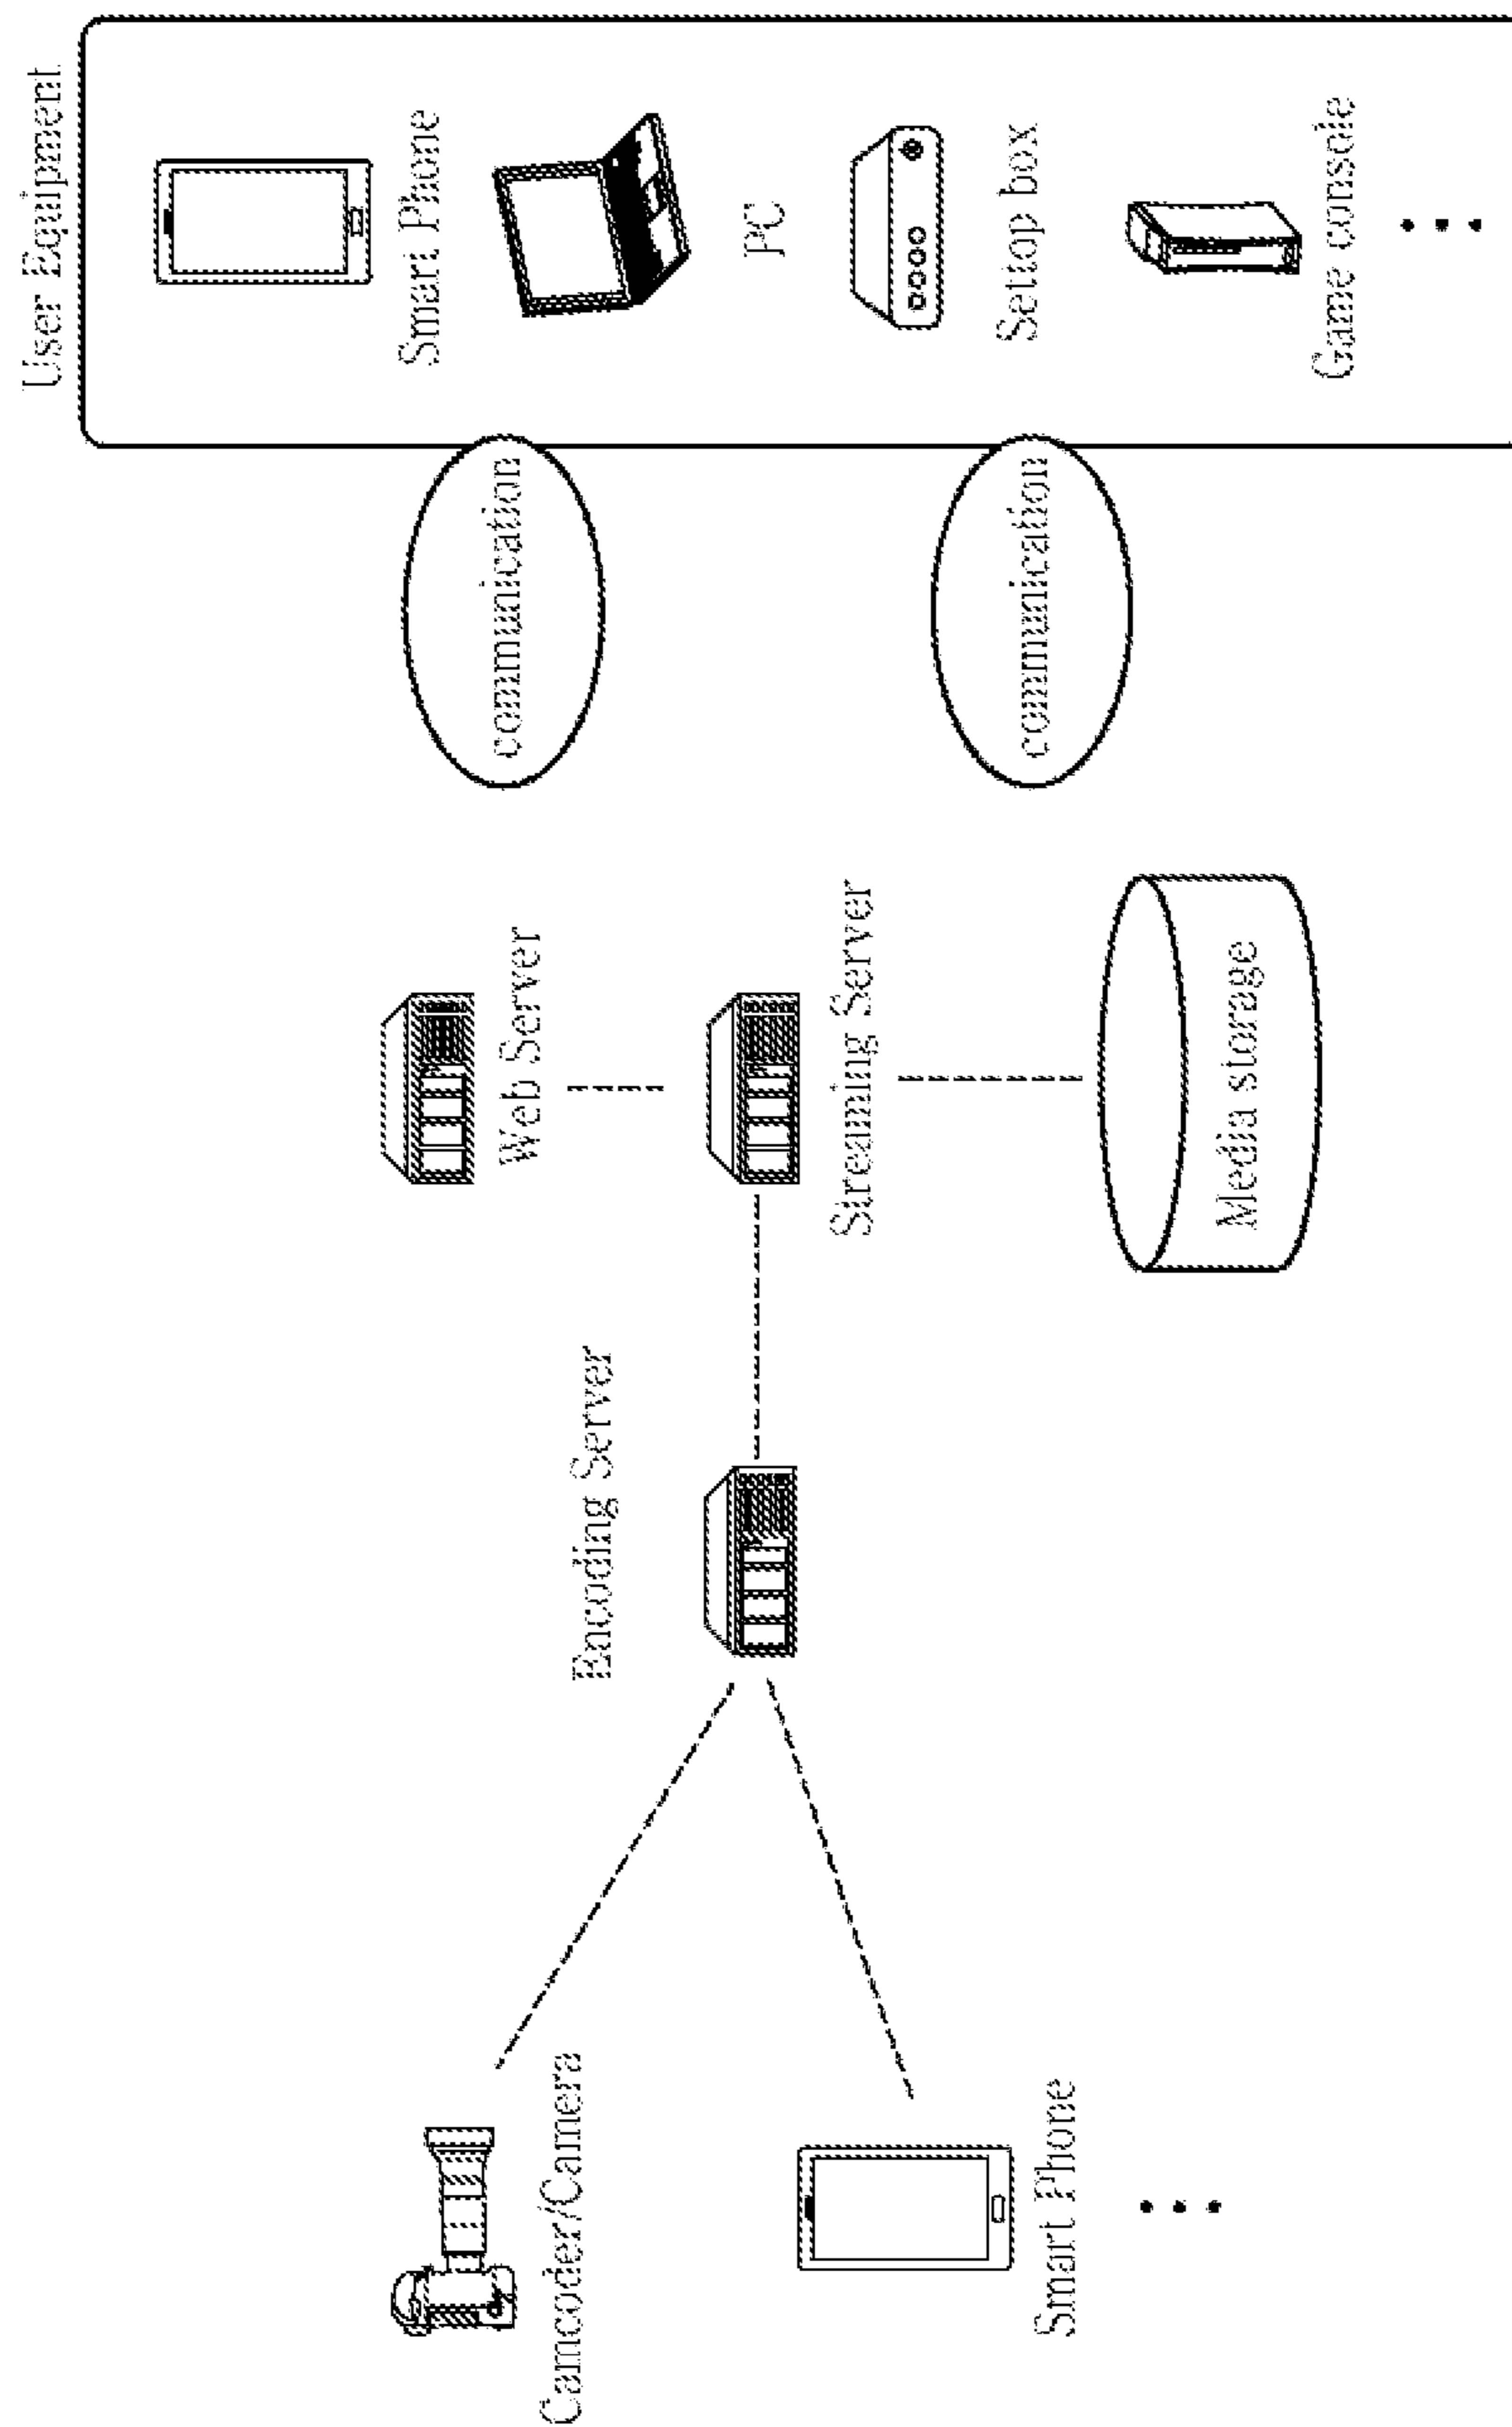 User Equipment
Smart Phone
PC
Settop box
Game console
communication
communication
Web Server
Streaming Server
Media storage
Encoding Server
Camcoder/Camera
Smart Phone